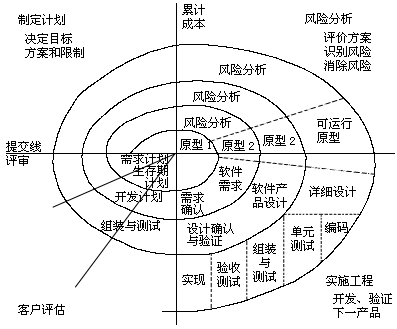 制定计划
累计
成本
风险分析
决定目标
方案和限制
评价方案
识别风险
消除风险
风险分析
风险分析
风险分析
可运行
原型
提交线
评审
原型 1
原型 2
原型 2
需求计划
生存期
计划
软件
需求
开发计划
需求
确认
软件产
品设计
详细设计
组装与测试
设计确认
与验证
单元
测试
编码
组装
与
测试
实现
验收
测试
实施工程
开发、验证
下一产品
客户评估